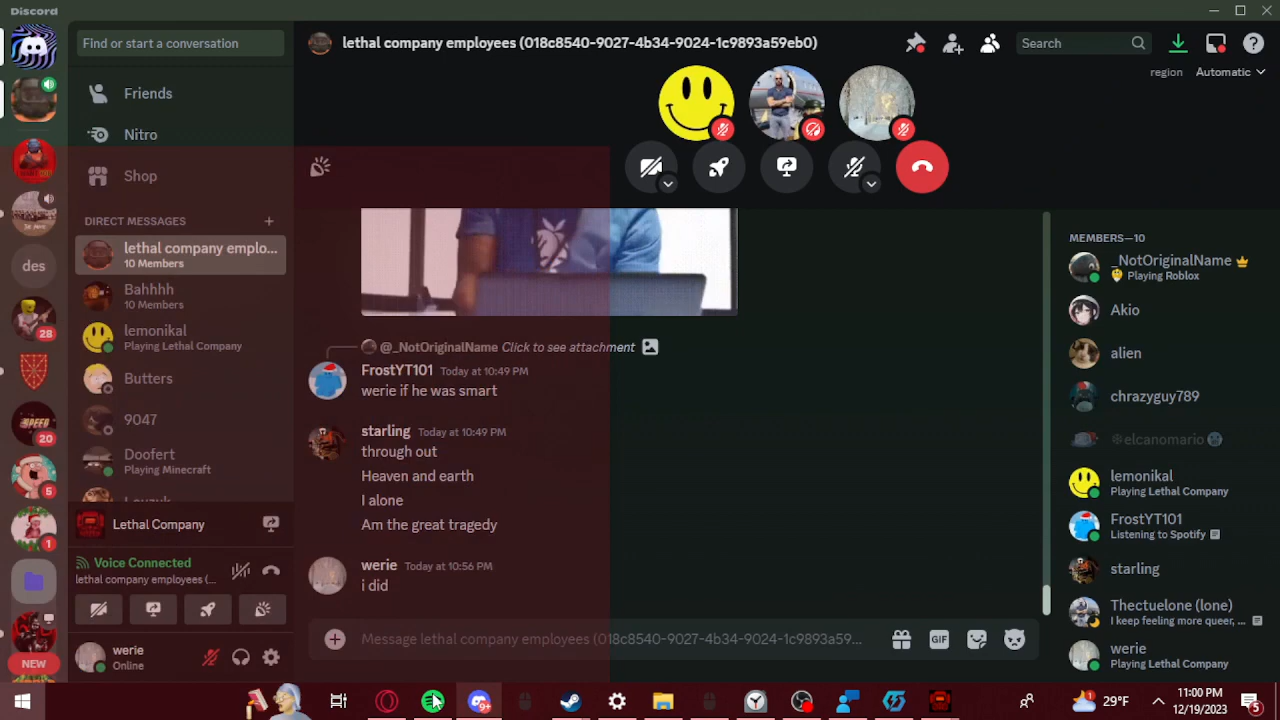 Discord
Find or start a conversation
lethal company employees (018c8540-9027-4b34-9024-1c9893a59eb0)
Search
region Automatic
Friends
Nitro
Shop
DIRECT MESSAGES
lethal company emplo...
10 Members
Bahhhh
10 Members
lemonikal
Playing Lethal Company
Butters
9047
Doofert
Playing Minecraft
des
28
20
5
1
NEW
Lethal Company
Voice Connected
lethal company employees (...
werie
Online
@_NotOriginalName Click to see attachment
FrostYT101 Today at 10:49 PM
werie if he was smart
starling Today at 10:49 PM
through out
Heaven and earth
I alone
Am the great tragedy
werie Today at 10:56 PM
i did
Message lethal company employees (018c8540-9027-4b34-9024-1c9893a59...
GIF
MEMBERS—10
_NotOriginalName
Playing Roblox
Akio
alien
chrazyguy789
❄elcanomario
lemonikal
Playing Lethal Company
FrostYT101
Listening to Spotify
starling
Thectuelone (lone)
I keep feeling more queer, ...
werie
Playing Lethal Company
9+
1
29°F
11:00 PM
12/19/2023
5